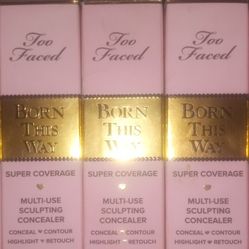 Too Faced
Too Faced
Too Faced
BORN THIS WAY
BORN THIS WAY
BORN THIS WAY
SUPER COVERAGE
SUPER COVERAGE
SUPER COVERAGE
MULTI-USE
SCULPTING
CONCEALER
MULTI-USE
SCULPTING
CONCEALER
MULTI-USE
SCULPTING
CONCEALER
CONCEAL CONTOUR
HIGHLIGHT RETOUCH
CONCEAL CONTOUR
HIGHLIGHT RETOUCH
CONCEAL CONTOUR
HIGHLIGHT RETOUCH